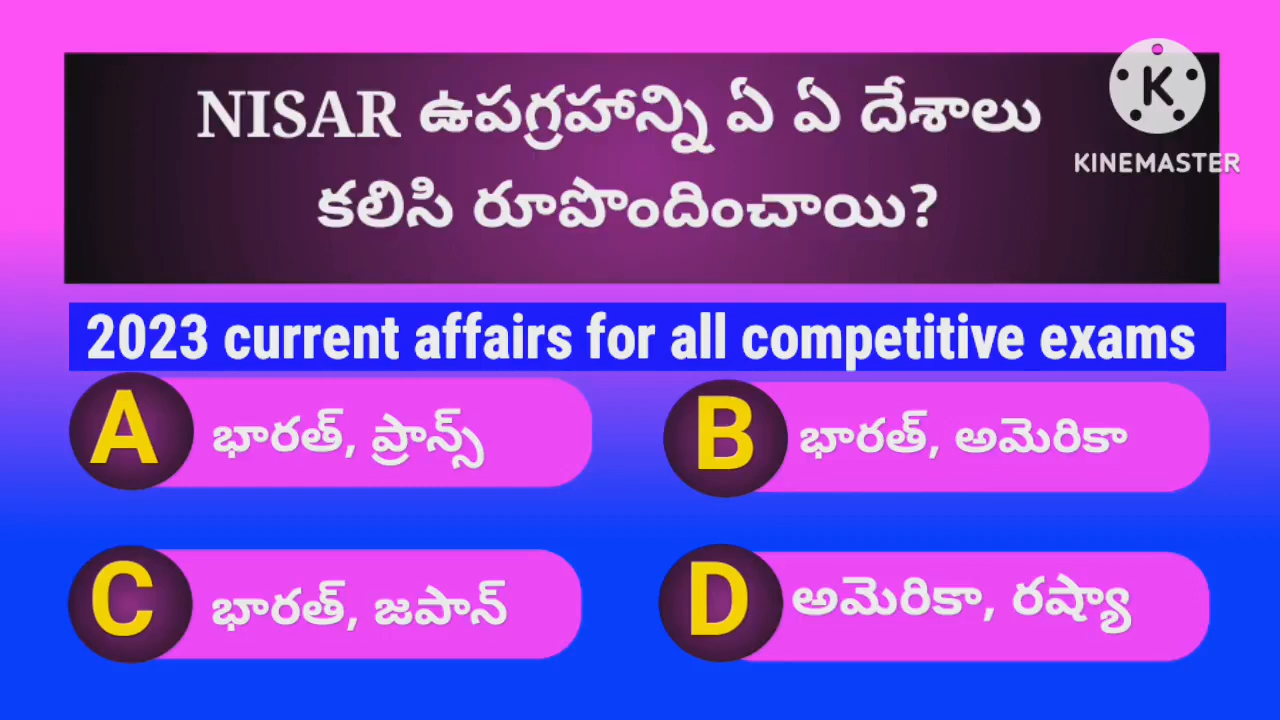 NISAR ఉపగ్రహాన్ని ఏ ఏ దేశాలు
కలిసి రూపొందించాయి?
K
KINEMASTER
2023 current affairs for all competitive exams
A భారత్, ప్రాన్స్
B భారత్, అమెరికా
C భారత్, జపాన్
D అమెరికా, రష్యా